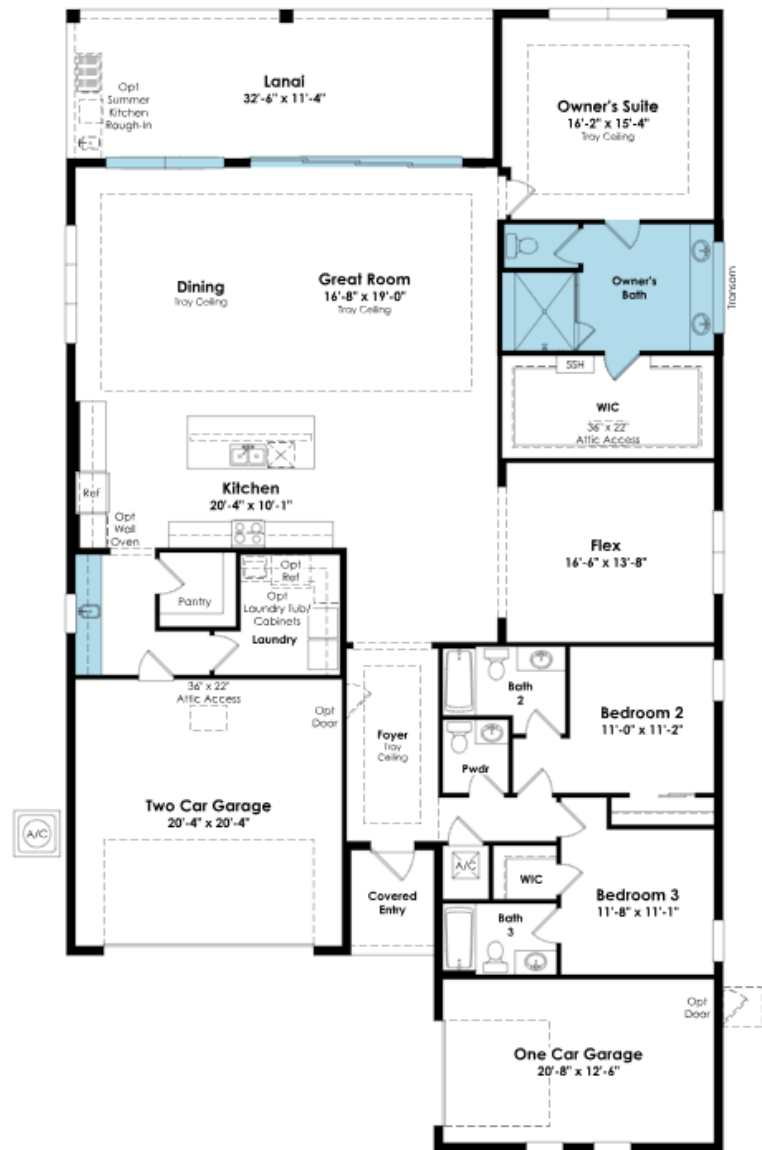 Lanai
32'-6" x 11'-4"
Opt
Summer
Kitchen
Rough-In
Owner's Suite
16'-2" x 15'-4"
Tray Ceiling
Dining
Tray Ceiling
Great Room
16'-8" x 19'-0"
Tray Ceiling
Owner's
Bath
Transom
SSH
WIC
36" x 22"
Attic Access
Kitchen
20'-4" x 10'-1"
Ref
Opt
Wall
Oven
Flex
16'-6" x 13'-8"
Pantry
Opt
Ref
Opt
Laundry Tub/
Cabinets
Laundry
36" x 22"
Attic Access
Opt
Door
Foyer
Tray
Ceiling
Bath
2
Pwdr
Bedroom 2
11'-0" x 11'-2"
Two Car Garage
20'-4" x 20'-4"
A/C
A/C
WIC
Covered
Entry
Bedroom 3
11'-8" x 11'-1"
Bath
3
Opt
Door
One Car Garage
20'-8" x 12'-6"